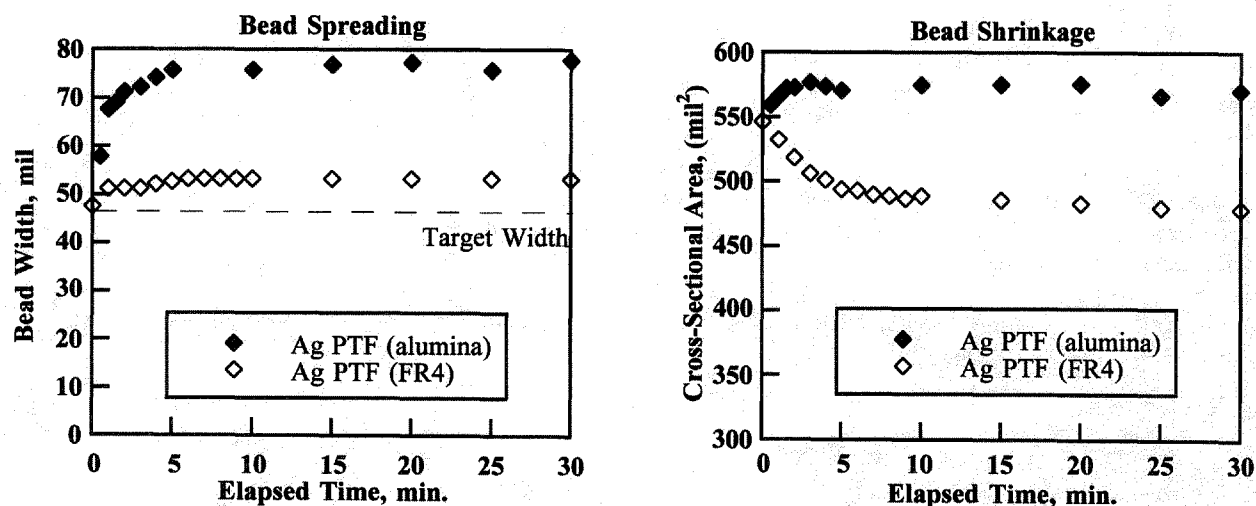 Bead Spreading
80
70
60
50
40
30
20
10
0
Bead Width, mil
Target Width
Ag PTF (alumina)
Ag PTF (FR4)
0 5 10 15 20 25 30
Elapsed Time, min.
Bead Shrinkage
600
550
500
450
400
350
300
Cross-Sectional Area, (mil²)
Ag PTF (alumina)
Ag PTF (FR4)
0 5 10 15 20 25 30
Elapsed Time, min.